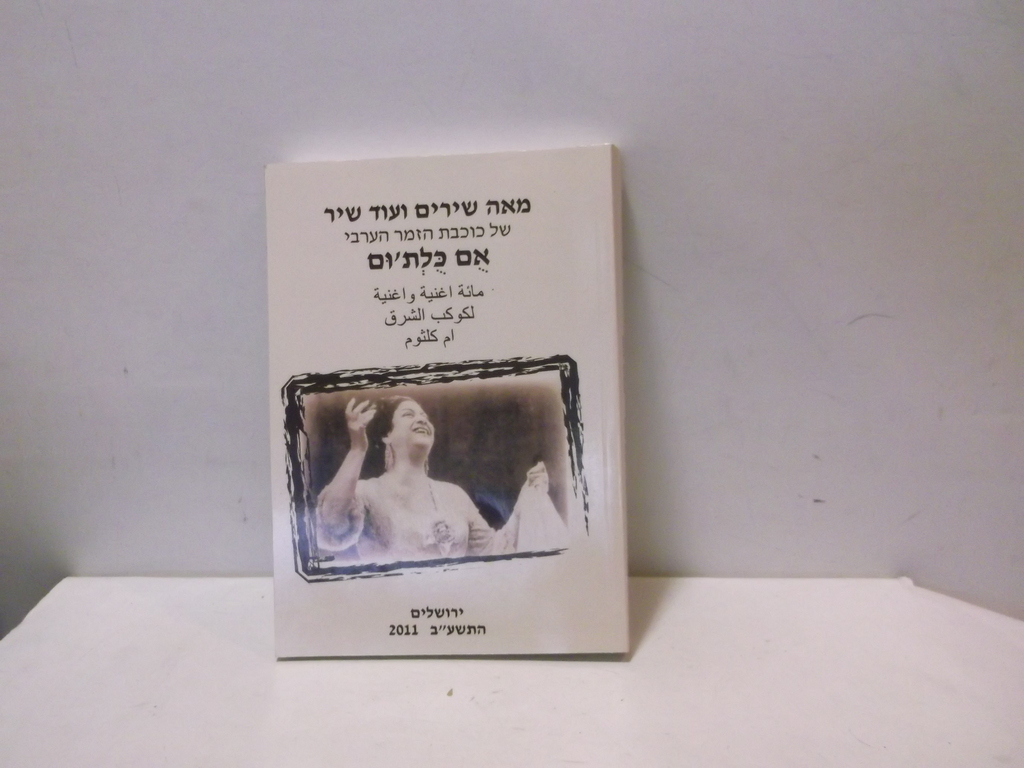 מאה שירים ועוד שיר
של כוכבת הזמר הערבי
אֻם כֻּלְת'וּם
مائة اغنية واغنية
لكوكب الشرق
ام كلثوم
ירושלים
התשע"ב 2011